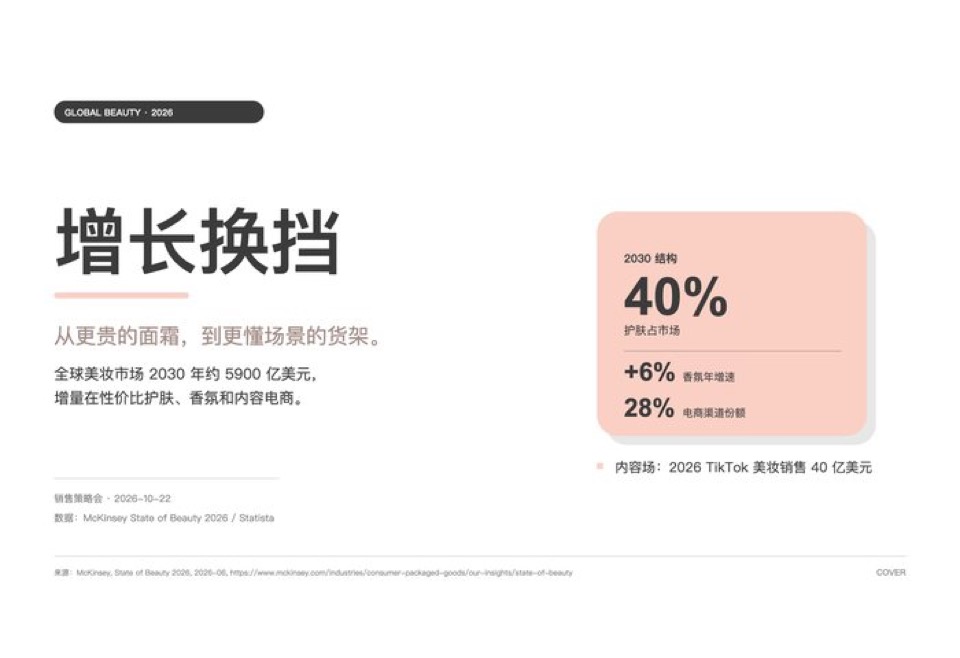 GLOBAL BEAUTY · 2026
增长换挡
从更贵的面霜，到更懂场景的货架。
全球美妆市场 2030 年约 5900 亿美元，
增量在性价比护肤、香氛和内容电商。
2030 结构
40%
护肤占市场
+6% 香氛年增速
28% 电商渠道份额
内容场：2026 TikTok 美妆销售 40 亿美元
销售策略会 · 2026-10-22
数据：McKinsey State of Beauty 2026 / Statista
来源：McKinsey, State of Beauty 2026, 2026-06, https://www.mckinsey.com/industries/consumer-packaged-goods/our-insights/state-of-beauty
COVER